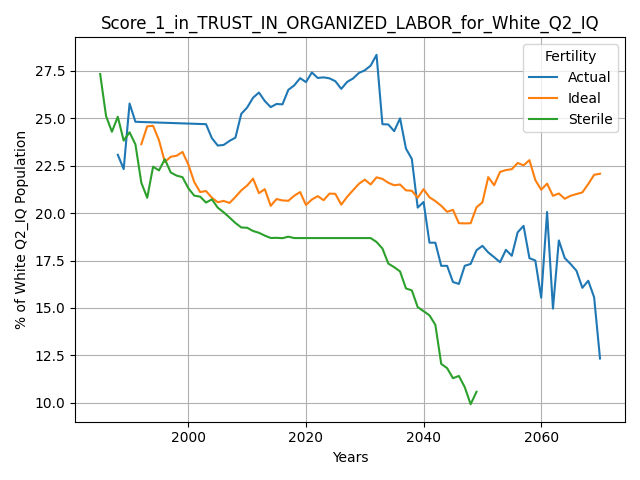 Score_1_in_TRUST_IN_ORGANIZED_LABOR_for_White_Q2_IQ
Fertility
Actual
Ideal
Sterile
% of White Q2_IQ Population
27.5
25.0
22.5
20.0
17.5
15.0
12.5
10.0
2000
2020
2040
2060
Years